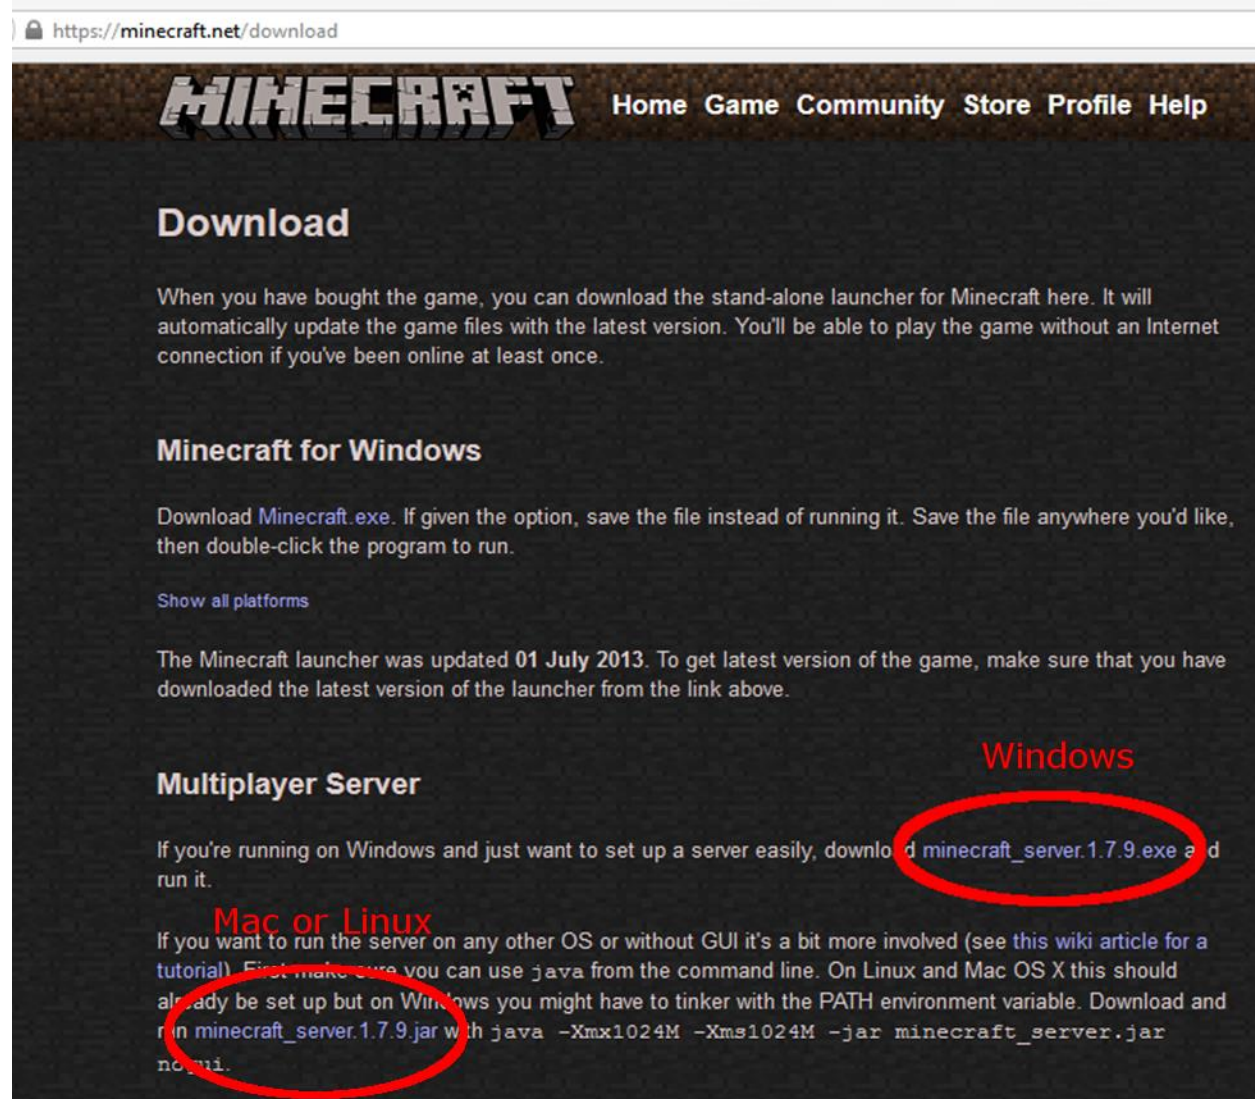 https://minecraft.net/download
MINECRAFT Home Game Community Store Profile Help
Download
When you have bought the game, you can download the stand-alone launcher for Minecraft here. It will
automatically update the game files with the latest version. You'll be able to play the game without an Internet
connection if you've been online at least once.
Minecraft for Windows
Download Minecraft.exe. If given the option, save the file instead of running it. Save the file anywhere you'd like,
then double-click the program to run.
Show all platforms
The Minecraft launcher was updated 01 July 2013. To get latest version of the game, make sure that you have
downloaded the latest version of the launcher from the link above.
Windows
Multiplayer Server
If you're running on Windows and just want to set up a server easily, download minecraft_server.1.7.9.exe and
run it.
Mac or Linux
If you want to run the server on any other OS or without GUI it's a bit more involved (see this wiki article for a
tutorial). First make sure you can use java from the command line. On Linux and Mac OS X this should
already be set up but on Windows you might have to tinker with the PATH environment variable. Download and
run minecraft_server.1.7.9.jar with java -Xmx1024M -Xms1024M -jar minecraft_server.jar
nogui.